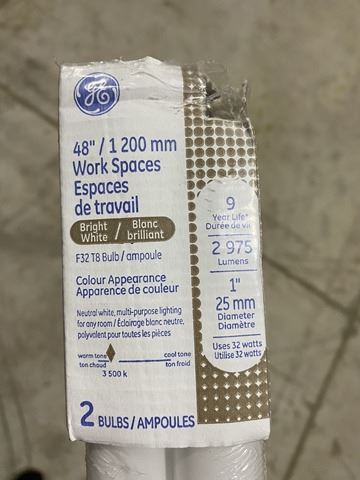 GE
48" / 1 200 mm
Work Spaces
Espaces
de travail
Bright / Blanc
White / brilliant
F32 T8 Bulb / ampoule
Colour Appearance
Apparence de couleur
Neutral white, multi-purpose lighting
for any room / Éclairage blanc neutre,
polyvalent pour toutes les pièces
warm tone cool tone
ton chaud ton froid
3 500 k
2 BULBS / AMPOULES
9
Year Life*
Durée de vie
2 975
Lumens
1"
25 mm
Diameter
Diamètre
Uses 32 watts
Utilise 32 watts